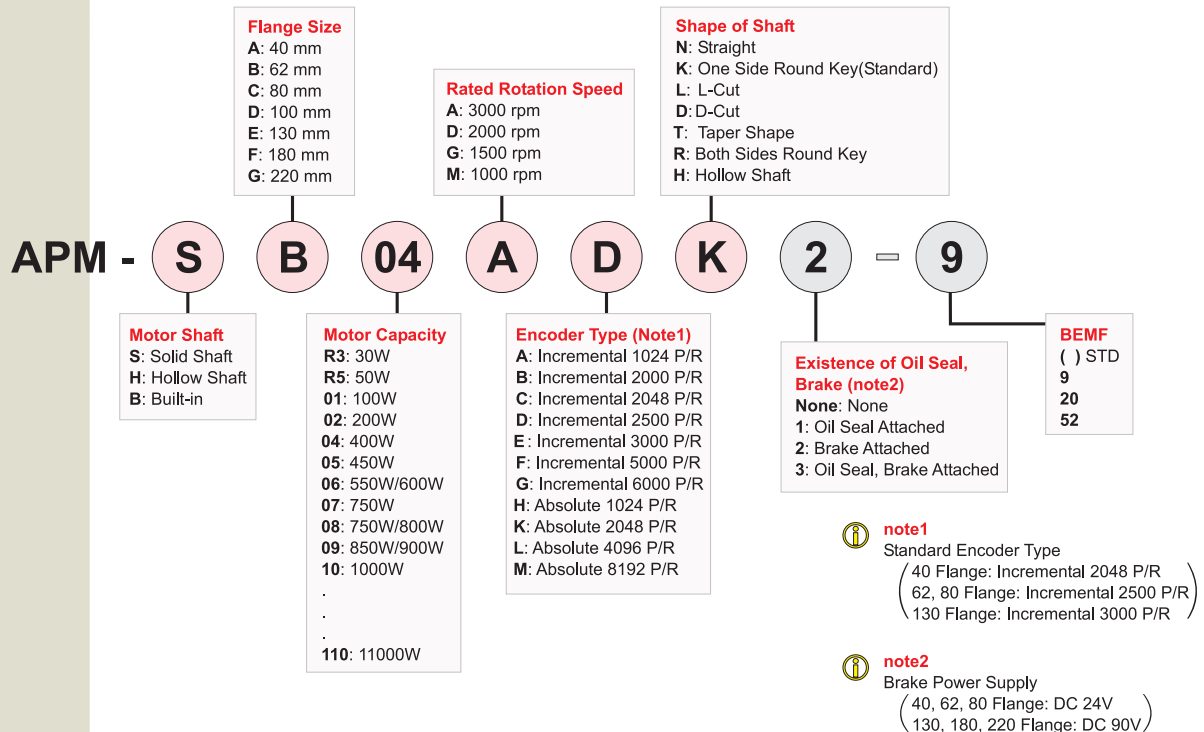 Flange Size
A: 40 mm
B: 62 mm
C: 80 mm
D: 100 mm
E: 130 mm
F: 180 mm
G: 220 mm
Rated Rotation Speed
A: 3000 rpm
D: 2000 rpm
G: 1500 rpm
M: 1000 rpm
Shape of Shaft
N: Straight
K: One Side Round Key(Standard)
L: L-Cut
D: D-Cut
T: Taper Shape
R: Both Sides Round Key
H: Hollow Shaft
APM - S B 04 A D K 2 - 9
Motor Shaft
S: Solid Shaft
H: Hollow Shaft
B: Built-in
Motor Capacity
R3: 30W
R5: 50W
01: 100W
02: 200W
04: 400W
05: 450W
06: 550W/600W
07: 750W
08: 750W/800W
09: 850W/900W
10: 1000W
.
.
.
110: 11000W
Encoder Type (Note1)
A: Incremental 1024 P/R
B: Incremental 2000 P/R
C: Incremental 2048 P/R
D: Incremental 2500 P/R
E: Incremental 3000 P/R
F: Incremental 5000 P/R
G: Incremental 6000 P/R
H: Absolute 1024 P/R
K: Absolute 2048 P/R
L: Absolute 4096 P/R
M: Absolute 8192 P/R
Existence of Oil Seal,
Brake (note2)
None: None
1: Oil Seal Attached
2: Brake Attached
3: Oil Seal, Brake Attached
BEMF
( ) STD
9
20
52
note1
Standard Encoder Type
(40 Flange: Incremental 2048 P/R
62, 80 Flange: Incremental 2500 P/R
130 Flange: Incremental 3000 P/R)
note2
Brake Power Supply
(40, 62, 80 Flange: DC 24V
130, 180, 220 Flange: DC 90V)